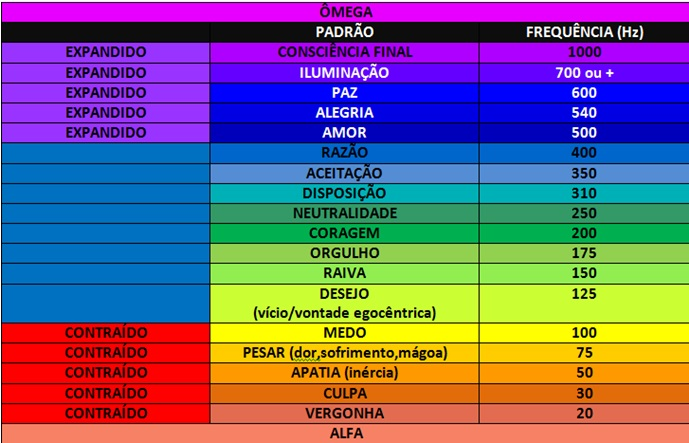 ÔMEGA
PADRÃO FREQUÊNCIA (Hz)
EXPANDIDO CONSCIÊNCIA FINAL 1000
EXPANDIDO ILUMINAÇÃO 700 ou +
EXPANDIDO PAZ 600
EXPANDIDO ALEGRIA 540
EXPANDIDO AMOR 500
RAZÃO 400
ACEITAÇÃO 350
DISPOSIÇÃO 310
NEUTRALIDADE 250
CORAGEM 200
ORGULHO 175
RAIVA 150
DESEJO 125
(vício/vontade egocêntrica)
CONTRAÍDO MEDO 100
CONTRAÍDO PESAR (dor,sofrimento,mágoa) 75
CONTRAÍDO APATIA (inércia) 50
CONTRAÍDO CULPA 30
CONTRAÍDO VERGONHA 20
ALFA